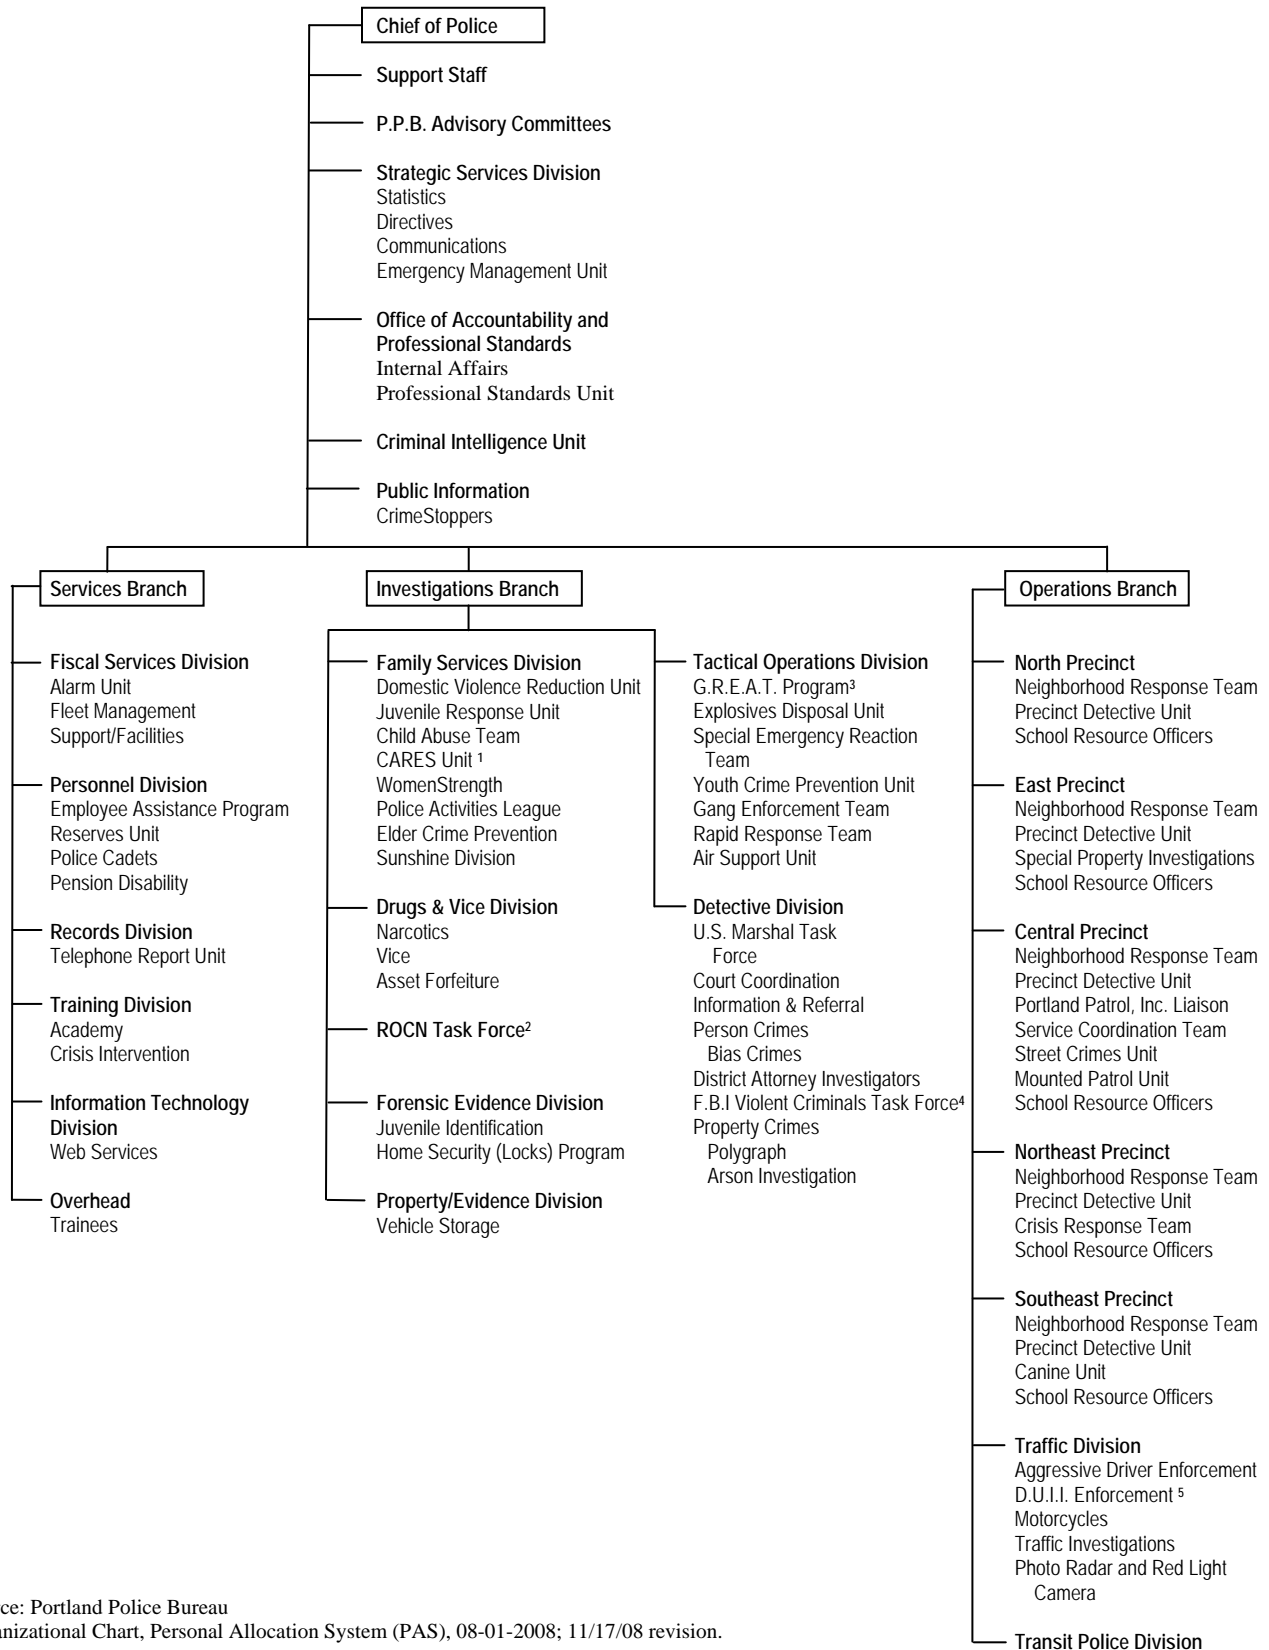 Chief of Police
Support Staff
P.P.B. Advisory Committees
Strategic Services Division
Statistics
Directives
Communications
Emergency Management Unit
Office of Accountability and
Professional Standards
Internal Affairs
Professional Standards Unit
Criminal Intelligence Unit
Public Information
CrimeStoppers
Services Branch
Fiscal Services Division
Alarm Unit
Fleet Management
Support/Facilities
Personnel Division
Employee Assistance Program
Reserves Unit
Police Cadets
Pension Disability
Records Division
Telephone Report Unit
Training Division
Academy
Crisis Intervention
Information Technology
Division
Web Services
Overhead
Trainees
Investigations Branch
Family Services Division
Domestic Violence Reduction Unit
Juvenile Response Unit
Child Abuse Team
CARES Unit ¹
WomenStrength
Police Activities League
Elder Crime Prevention
Sunshine Division
Drugs & Vice Division
Narcotics
Vice
Asset Forfeiture
ROCN Task Force²
Forensic Evidence Division
Juvenile Identification
Home Security (Locks) Program
Property/Evidence Division
Vehicle Storage
Tactical Operations Division
G.R.E.A.T. Program³
Explosives Disposal Unit
Special Emergency Reaction
Team
Youth Crime Prevention Unit
Gang Enforcement Team
Rapid Response Team
Air Support Unit
Detective Division
U.S. Marshal Task
Force
Court Coordination
Information & Referral
Person Crimes
Bias Crimes
District Attorney Investigators
F.B.I Violent Criminals Task Force⁴
Property Crimes
Polygraph
Arson Investigation
Operations Branch
North Precinct
Neighborhood Response Team
Precinct Detective Unit
School Resource Officers
East Precinct
Neighborhood Response Team
Precinct Detective Unit
Special Property Investigations
School Resource Officers
Central Precinct
Neighborhood Response Team
Precinct Detective Unit
Portland Patrol, Inc. Liaison
Service Coordination Team
Street Crimes Unit
Mounted Patrol Unit
School Resource Officers
Northeast Precinct
Neighborhood Response Team
Precinct Detective Unit
Crisis Response Team
School Resource Officers
Southeast Precinct
Neighborhood Response Team
Precinct Detective Unit
Canine Unit
School Resource Officers
Traffic Division
Aggressive Driver Enforcement
D.U.I.I. Enforcement ⁵
Motorcycles
Traffic Investigations
Photo Radar and Red Light
Camera
Transit Police Division
rce: Portland Police Bureau
anizational Chart, Personal Allocation System (PAS), 08-01-2008; 11/17/08 revision.